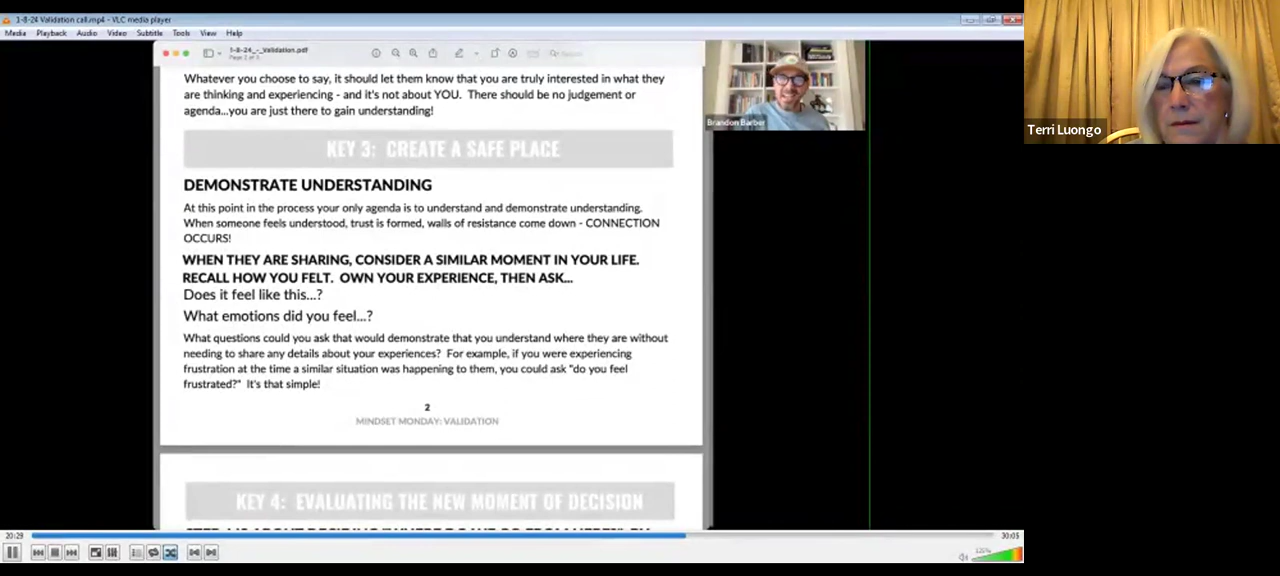 1-8-24 Validation call.mp4 - VLC media player
Media Playback Audio Video Subtitle Tools View Help
1-8-24_-_Validation.pdf
Page 2 of 3
Search
Whatever you choose to say, it should let them know that you are truly interested in what they
are thinking and experiencing - and it's not about YOU. There should be no judgement or
agenda...you are just there to gain understanding!
Brandon Barber
Terri Luongo
KEY 3: CREATE A SAFE PLACE
DEMONSTRATE UNDERSTANDING
At this point in the process your only agenda is to understand and demonstrate understanding.
When someone feels understood, trust is formed, walls of resistance come down - CONNECTION
OCCURS!
WHEN THEY ARE SHARING, CONSIDER A SIMILAR MOMENT IN YOUR LIFE.
RECALL HOW YOU FELT. OWN YOUR EXPERIENCE, THEN ASK...
Does it feel like this...?
What emotions did you feel...?
What questions could you ask that would demonstrate that you understand where they are without
needing to share any details about your experiences? For example, if you were experiencing
frustration at the time a similar situation was happening to them, you could ask "do you feel
frustrated?" It's that simple!
2
MINDSET MONDAY: VALIDATION
KEY 4: EVALUATING THE NEW MOMENT OF DECISION
20:29
30:05